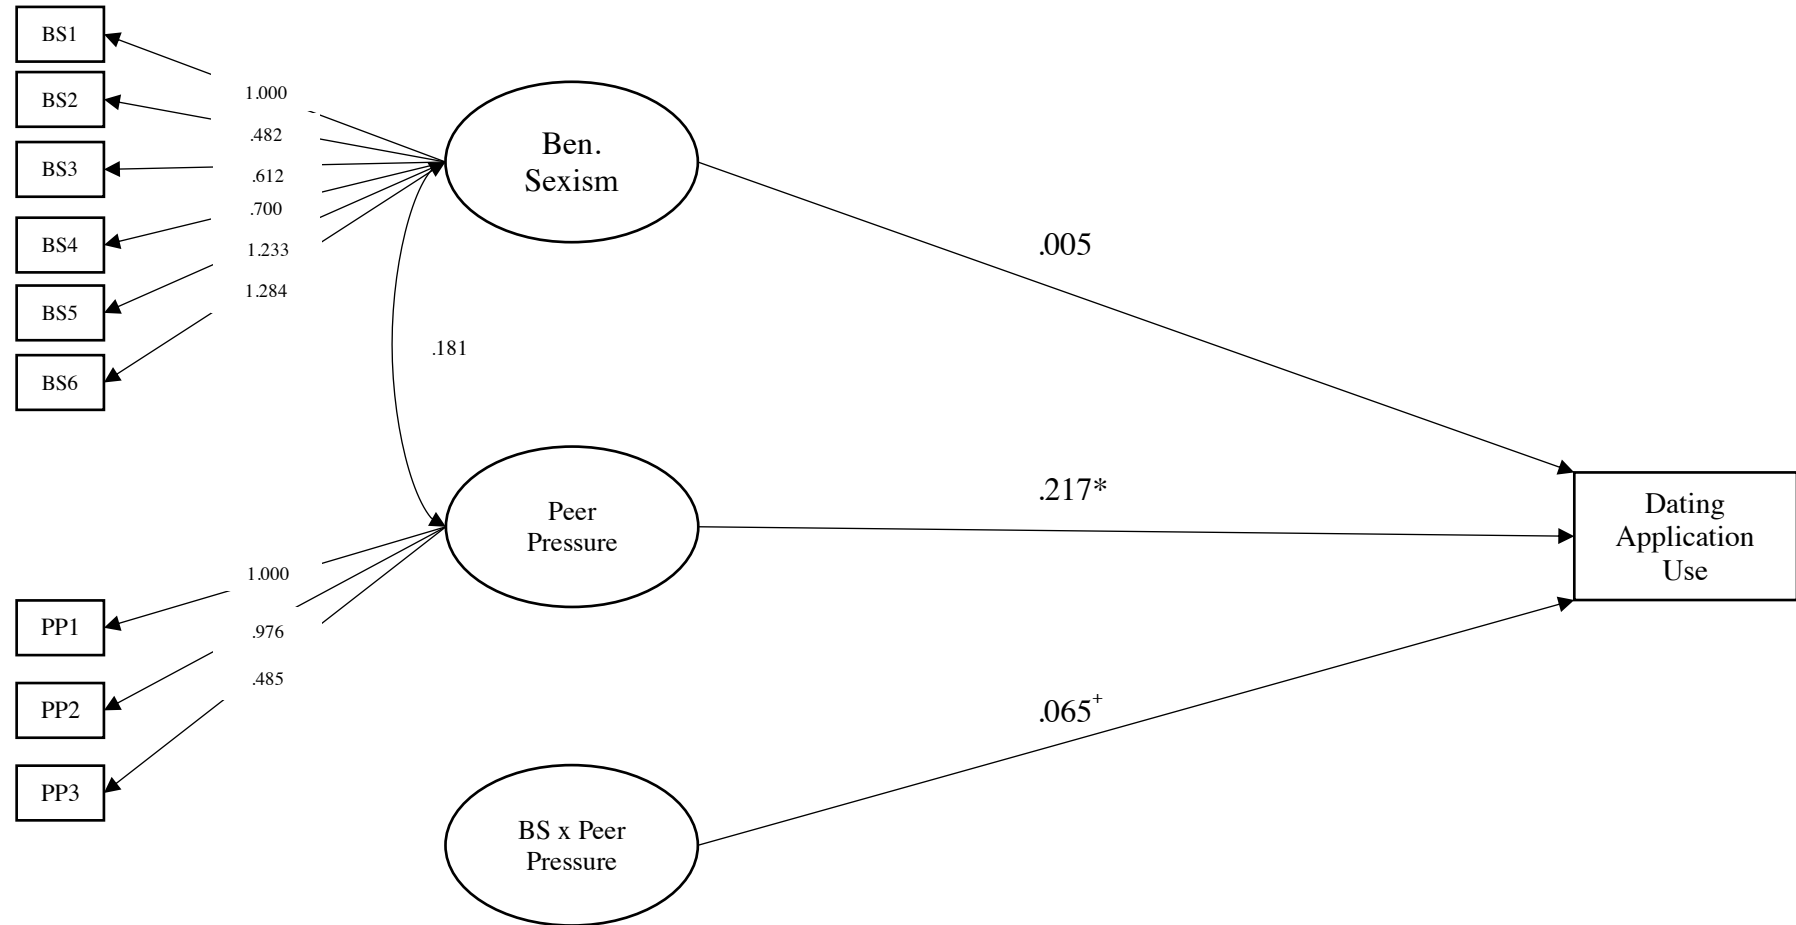 BS1
BS2
BS3
BS4
BS5
BS6
1.000
.482
.612
.700
1.233
1.284
Ben.
Sexism
.005
.181
Peer
Pressure
.217*
Dating
Application
Use
1.000
.976
.485
PP1
PP2
PP3
.065⁺
BS x Peer
Pressure